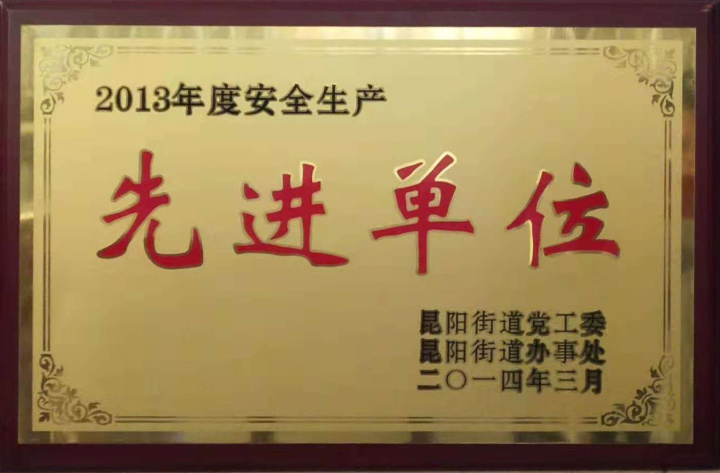 2013年度安全生产
先进单位
昆阳街道党工委
昆阳街道办事处
二〇一四年三月